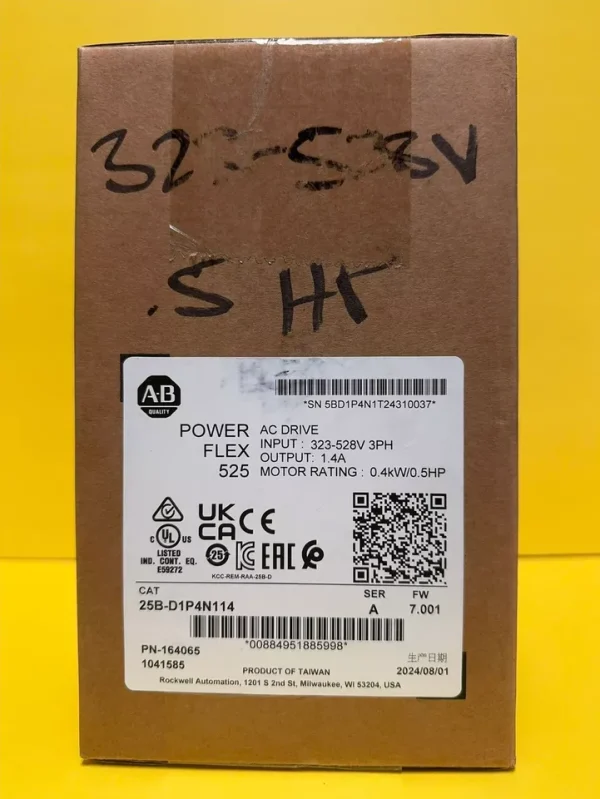 323-528V
.5 HP
A-B
QUALITY
*SN 5BD1P4N1T24310037*
POWER FLEX 525
AC DRIVE
INPUT : 323-528V 3PH
OUTPUT: 1.4A
MOTOR RATING : 0.4kW/0.5HP
C UL US
LISTED
IND. CONT. EQ.
E59272
UK CA CE
25 EAC
KCC-REM-RAA-25B-D
CAT
25B-D1P4N114
SER
A
FW
7.001
*00884951885998*
PN-164065
1041585
生产日期
2024/08/01
PRODUCT OF TAIWAN
Rockwell Automation, 1201 S 2nd St, Milwaukee, WI 53204, USA